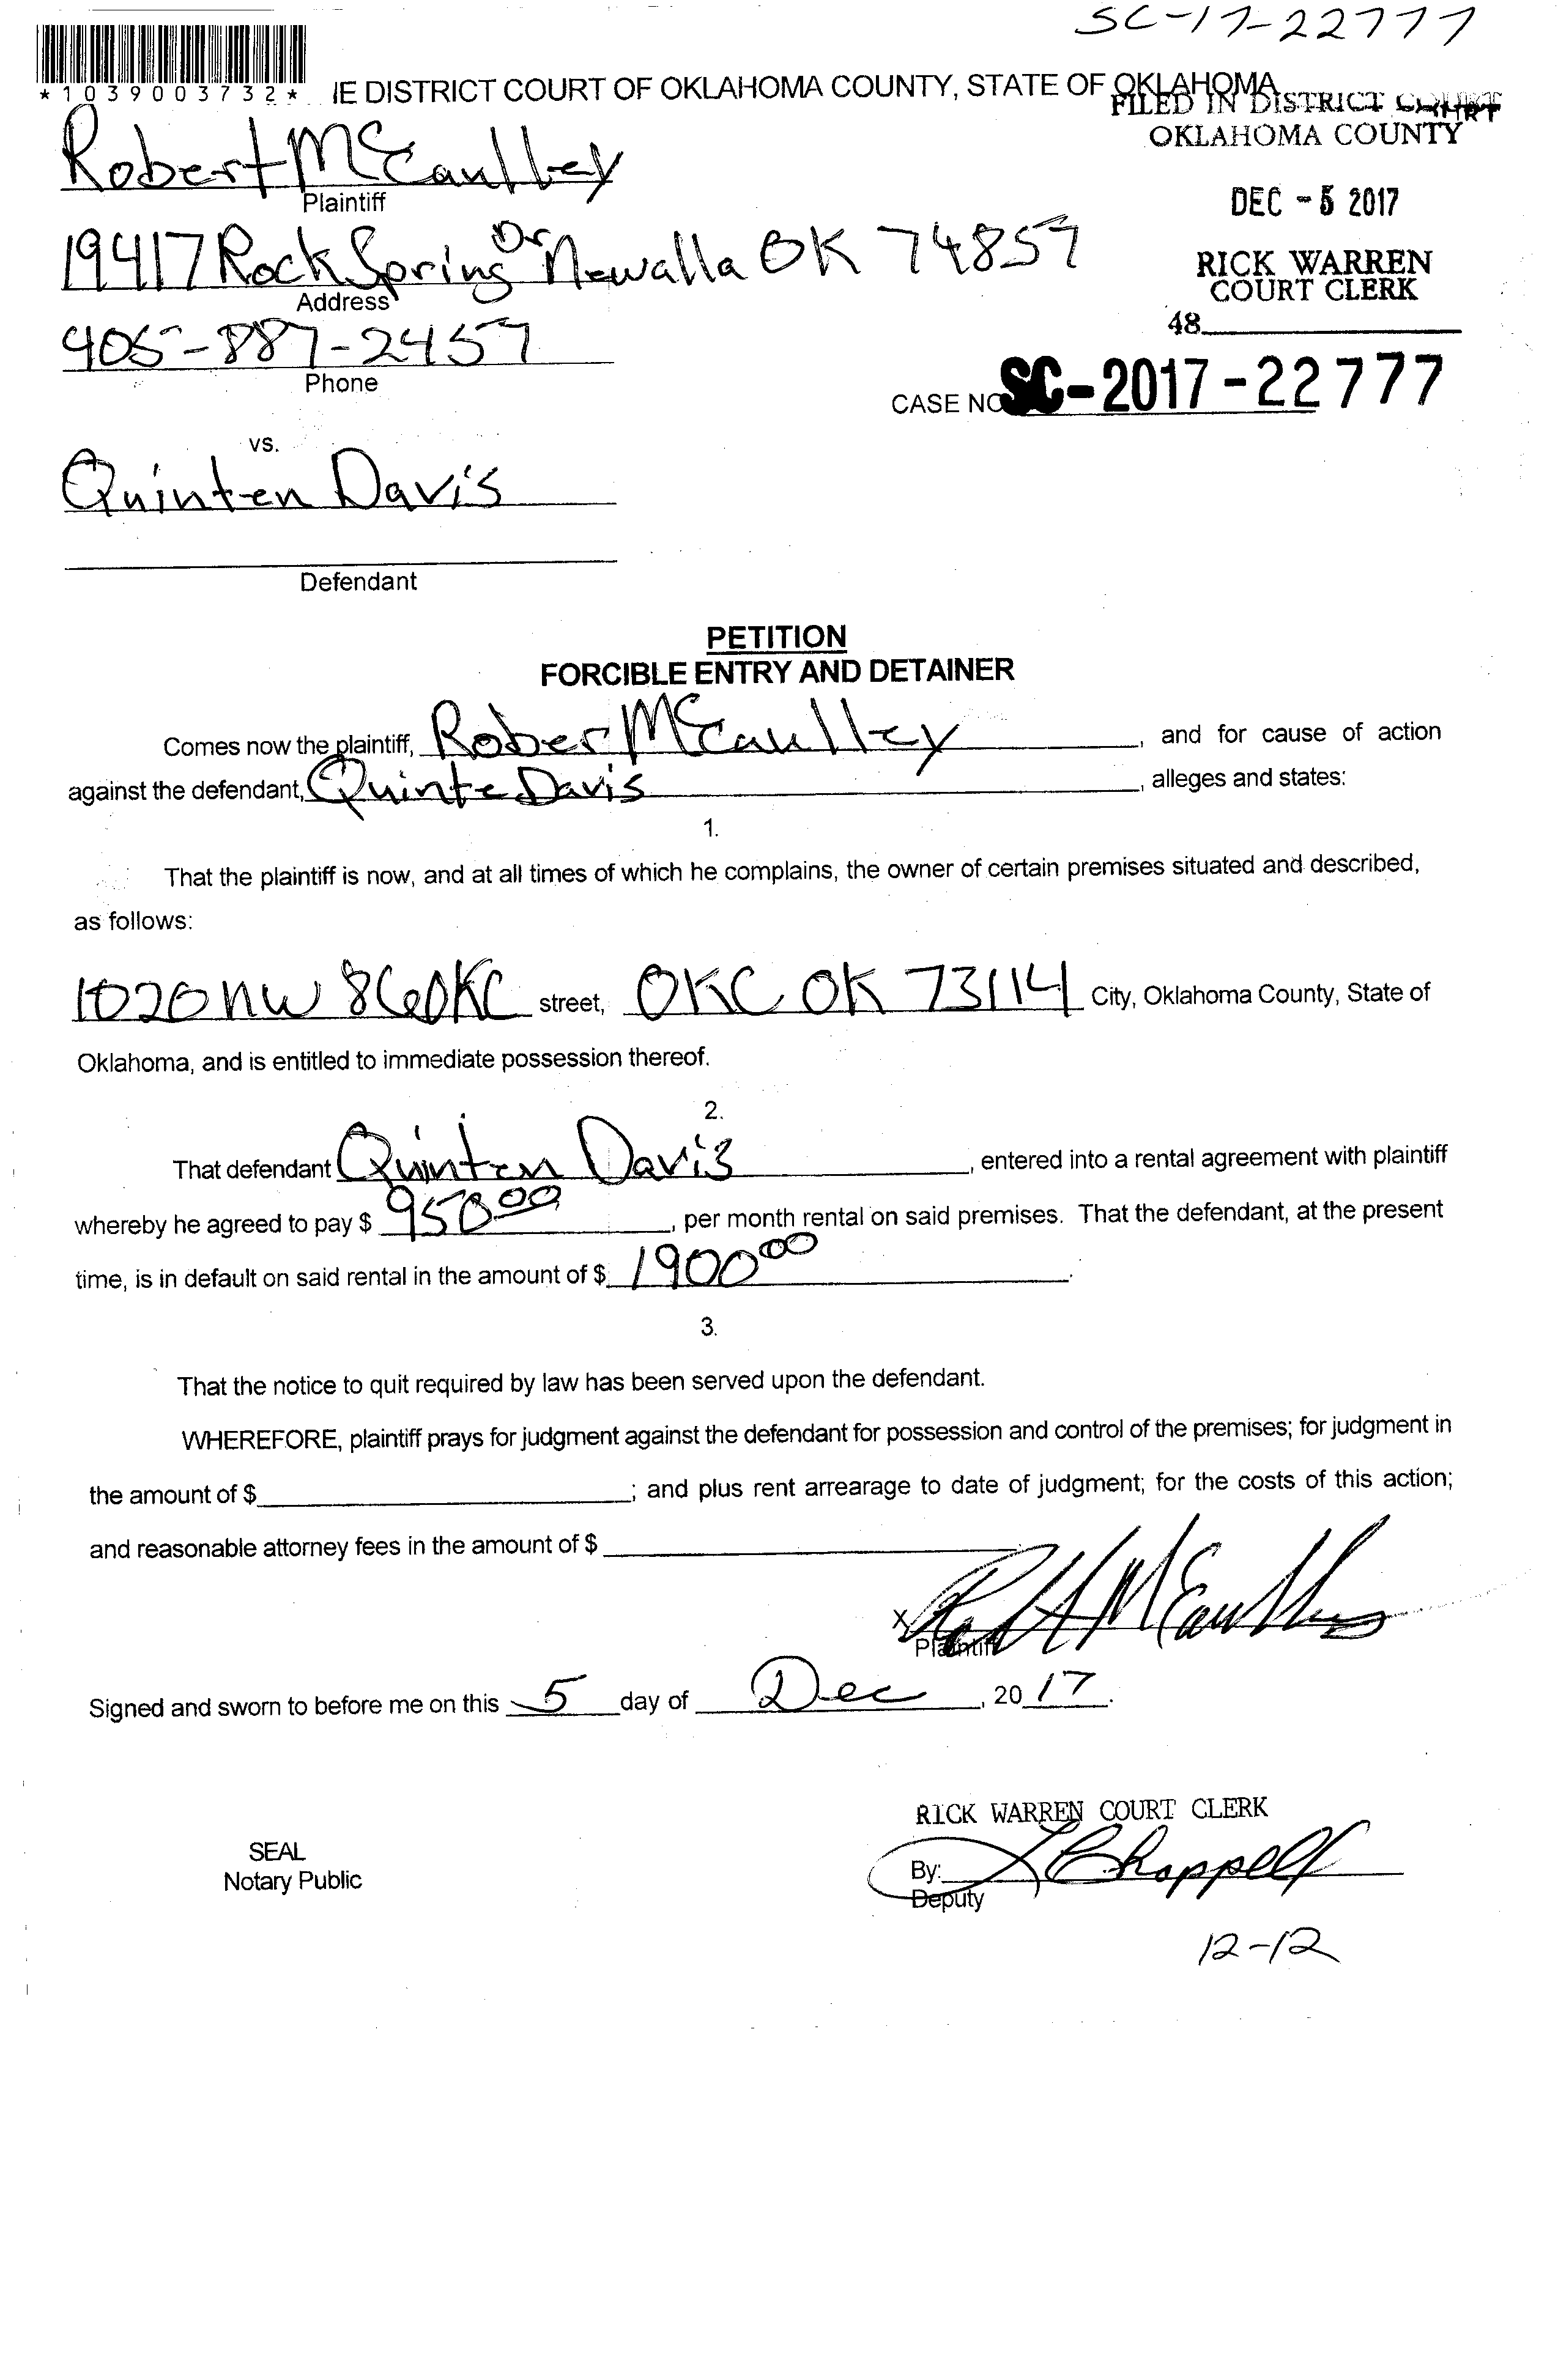 SC-17-22777
*1039003732*
IE DISTRICT COURT OF OKLAHOMA COUNTY, STATE OF OKLAHOMA
FILED IN DISTRICT COURT
OKLAHOMA COUNTY
Robert McCaulley
Plaintiff
DEC - 5 2017
19417 Rock Spring Dr Newalla OK 74857
Address
RICK WARREN
COURT CLERK
48
405-887-2457
Phone
CASE NO SC-2017-22777
vs.
Quinten Davis
Defendant
PETITION
FORCIBLE ENTRY AND DETAINER
Comes now the plaintiff, Rober McCaulley, and for cause of action
against the defendant, Quinte Davis, alleges and states:
1.
That the plaintiff is now, and at all times of which he complains, the owner of certain premises situated and described,
as follows:
1020 NW 86 OKC street, OKC OK 73114 City, Oklahoma County, State of
Oklahoma, and is entitled to immediate possession thereof.
2.
That defendant Quinten Davis, entered into a rental agreement with plaintiff
whereby he agreed to pay $ 950 00, per month rental on said premises. That the defendant, at the present
time, is in default on said rental in the amount of $ 1900 00.
3.
That the notice to quit required by law has been served upon the defendant.
WHEREFORE, plaintiff prays for judgment against the defendant for possession and control of the premises; for judgment in
the amount of $ ; and plus rent arrearage to date of judgment; for the costs of this action;
and reasonable attorney fees in the amount of $
X Robert McCaulley
Plaintiff
Signed and sworn to before me on this 5 day of Dec, 20 17.
RICK WARREN COURT CLERK
SEAL
Notary Public
By: L Chappell
Deputy
12-12